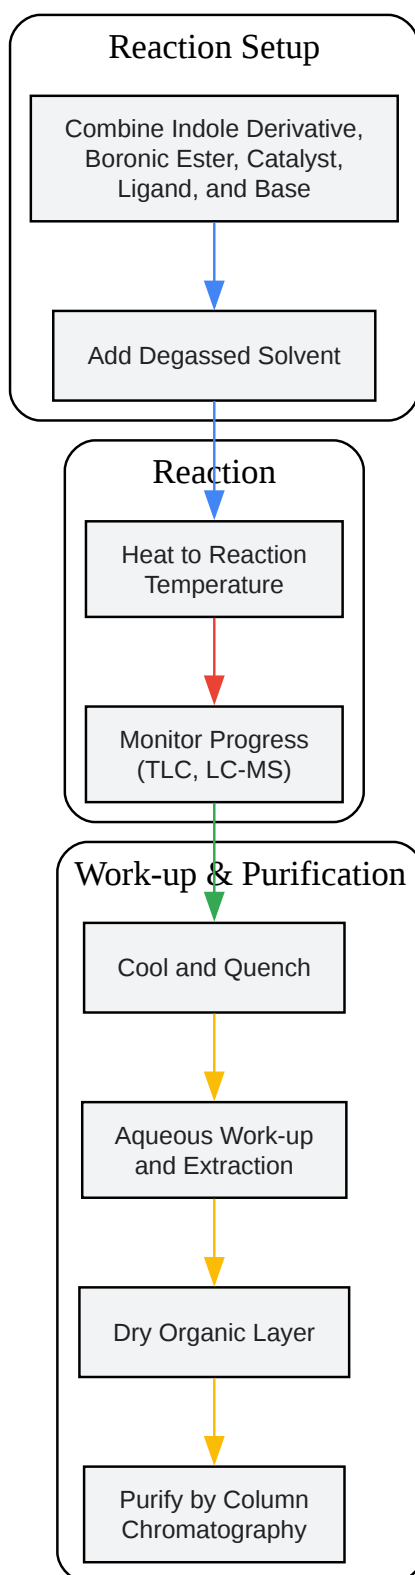 Reaction Setup
Combine Indole Derivative,
Boronic Ester, Catalyst,
Ligand, and Base
Add Degassed Solvent
Reaction
Heat to Reaction
Temperature
Monitor Progress
(TLC, LC-MS)
Work-up & Purification
Cool and Quench
Aqueous Work-up
and Extraction
Dry Organic Layer
Purify by Column
Chromatography